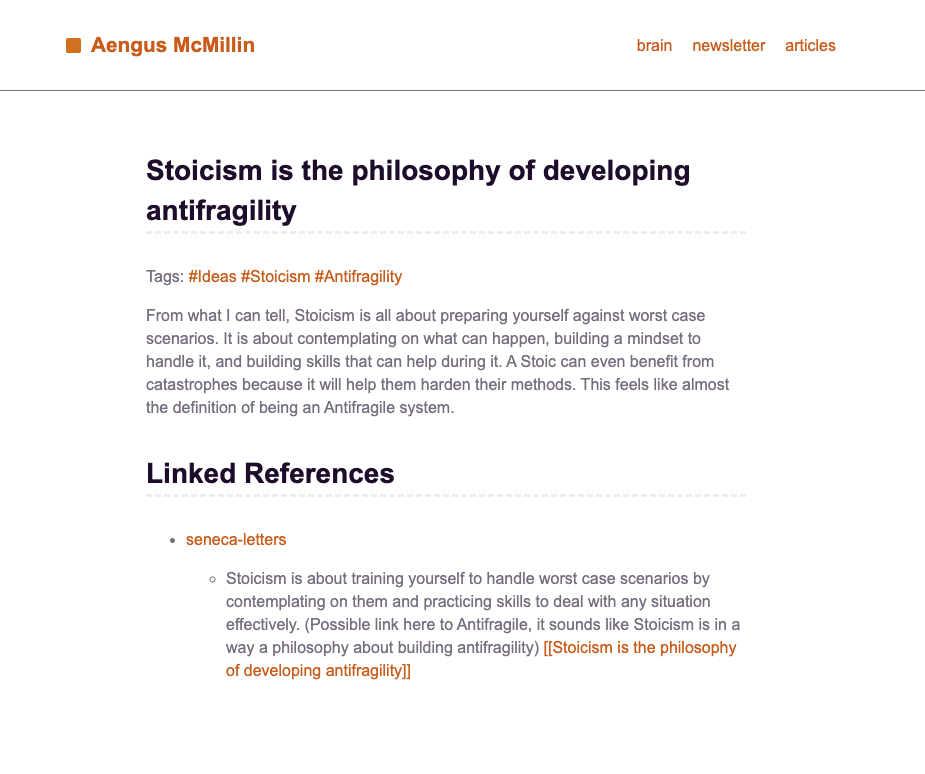 Aengus McMillin
brain newsletter articles
Stoicism is the philosophy of developing
antifragility
Tags: #Ideas #Stoicism #Antifragility
From what I can tell, Stoicism is all about preparing yourself against worst case
scenarios. It is about contemplating on what can happen, building a mindset to
handle it, and building skills that can help during it. A Stoic can even benefit from
catastrophes because it will help them harden their methods. This feels like almost
the definition of being an Antifragile system.
Linked References
seneca-letters
Stoicism is about training yourself to handle worst case scenarios by
contemplating on them and practicing skills to deal with any situation
effectively. (Possible link here to Antifragile, it sounds like Stoicism is in a
way a philosophy about building antifragility) [[Stoicism is the philosophy
of developing antifragility]]